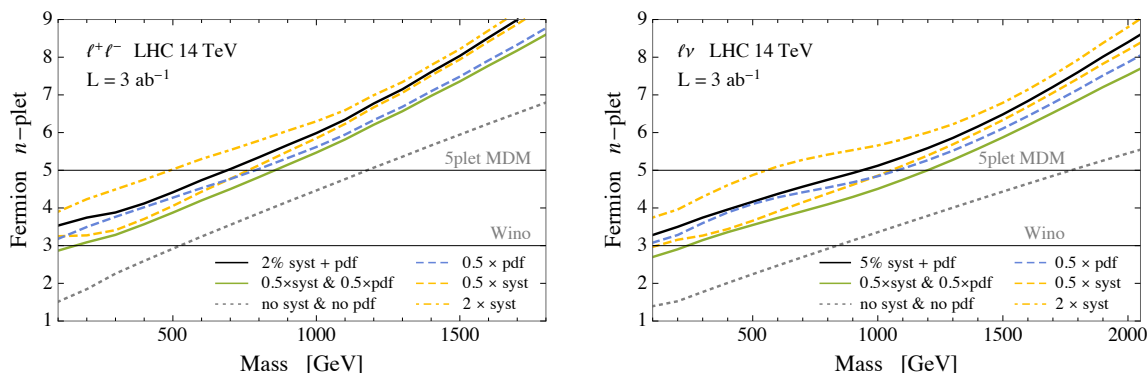 ℓ⁺ℓ⁻ LHC 14 TeV
L = 3 ab⁻¹
5plet MDM
Wino
2% syst + pdf
0.5×syst & 0.5×pdf
no syst & no pdf
0.5 × pdf
0.5 × syst
2 × syst
Fermion n−plet
9
8
7
6
5
4
3
2
1
500 1000 1500
Mass [GeV]
ℓν LHC 14 TeV
L = 3 ab⁻¹
5plet MDM
Wino
5% syst + pdf
0.5×syst & 0.5×pdf
no syst & no pdf
0.5 × pdf
0.5 × syst
2 × syst
Fermion n−plet
9
8
7
6
5
4
3
2
1
500 1000 1500 2000
Mass [GeV]